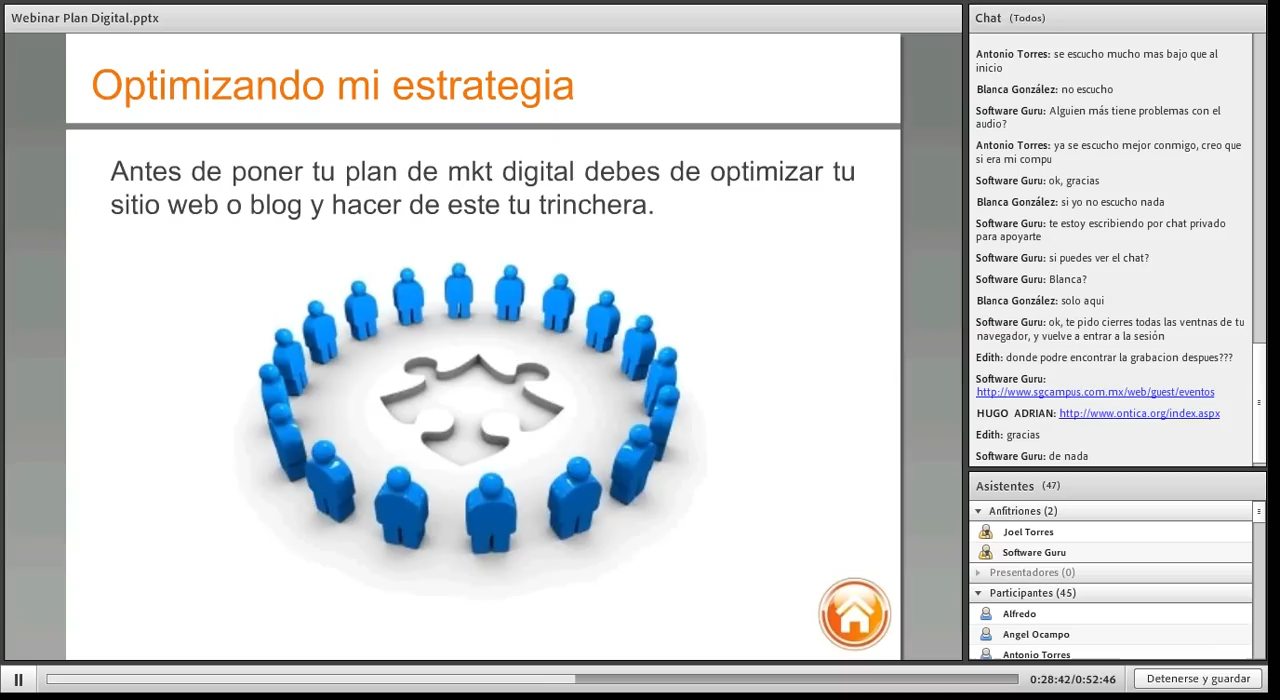 Webinar Plan Digital.pptx
Optimizando mi estrategia
Antes de poner tu plan de mkt digital debes de optimizar tu
sitio web o blog y hacer de este tu trinchera.
Chat (Todos)
Antonio Torres: se escucho mucho mas bajo que al
inicio
Blanca González: no escucho
Software Guru: Alguien más tiene problemas con el
audio?
Antonio Torres: ya se escucho mejor conmigo, creo que
si era mi compu
Software Guru: ok, gracias
Blanca González: si yo no escucho nada
Software Guru: te estoy escribiendo por chat privado
para apoyarte
Software Guru: si puedes ver el chat?
Software Guru: Blanca?
Blanca González: solo aqui
Software Guru: ok, te pido cierres todas las ventnas de tu
navegador, y vuelve a entrar a la sesión
Edith: donde podre encontrar la grabacion despues???
Software Guru:
http://www.sgcampus.com.mx/web/guest/eventos
HUGO ADRIAN: http://www.ontica.org/index.aspx
Edith: gracias
Software Guru: de nada
Asistentes (47)
Anfitriones (2)
Joel Torres
Software Guru
Presentadores (0)
Participantes (45)
Alfredo
Angel Ocampo
Antonio Torres
0:28:42/0:52:46
Detenerse y guardar